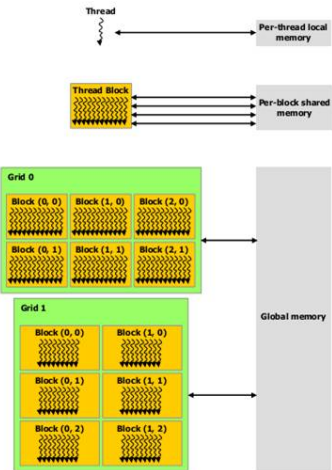 Thread
Per-thread local
memory
Thread Block
Per-block shared
memory
Grid 0
Block (0, 0) Block (1, 0) Block (2, 0)
Block (0, 1) Block (1, 1) Block (2, 1)
Global memory
Grid 1
Block (0, 0) Block (1, 0)
Block (0, 1) Block (1, 1)
Block (0, 2) Block (1, 2)